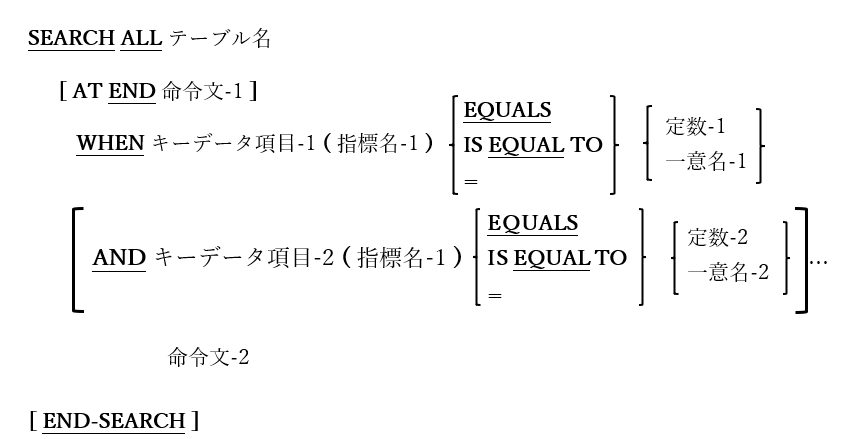 SEARCH ALL テーブル名
[ AT END 命令文-1 ]
WHEN キーデータ項目-1 ( 指標名-1 ) { EQUALS
IS EQUAL TO
= } { 定数-1
一意名-1 }
[ AND キーデータ項目-2 ( 指標名-1 ) { EQUALS
IS EQUAL TO
= } { 定数-2
一意名-2 } ] ...
命令文-2
[ END-SEARCH ]